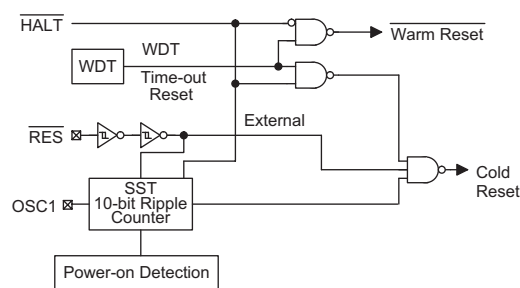 HALT
WDT
WDT
Time-out
Reset
Warm Reset
RES
External
OSC1
SST
10-bit Ripple
Counter
Cold
Reset
Power-on Detection